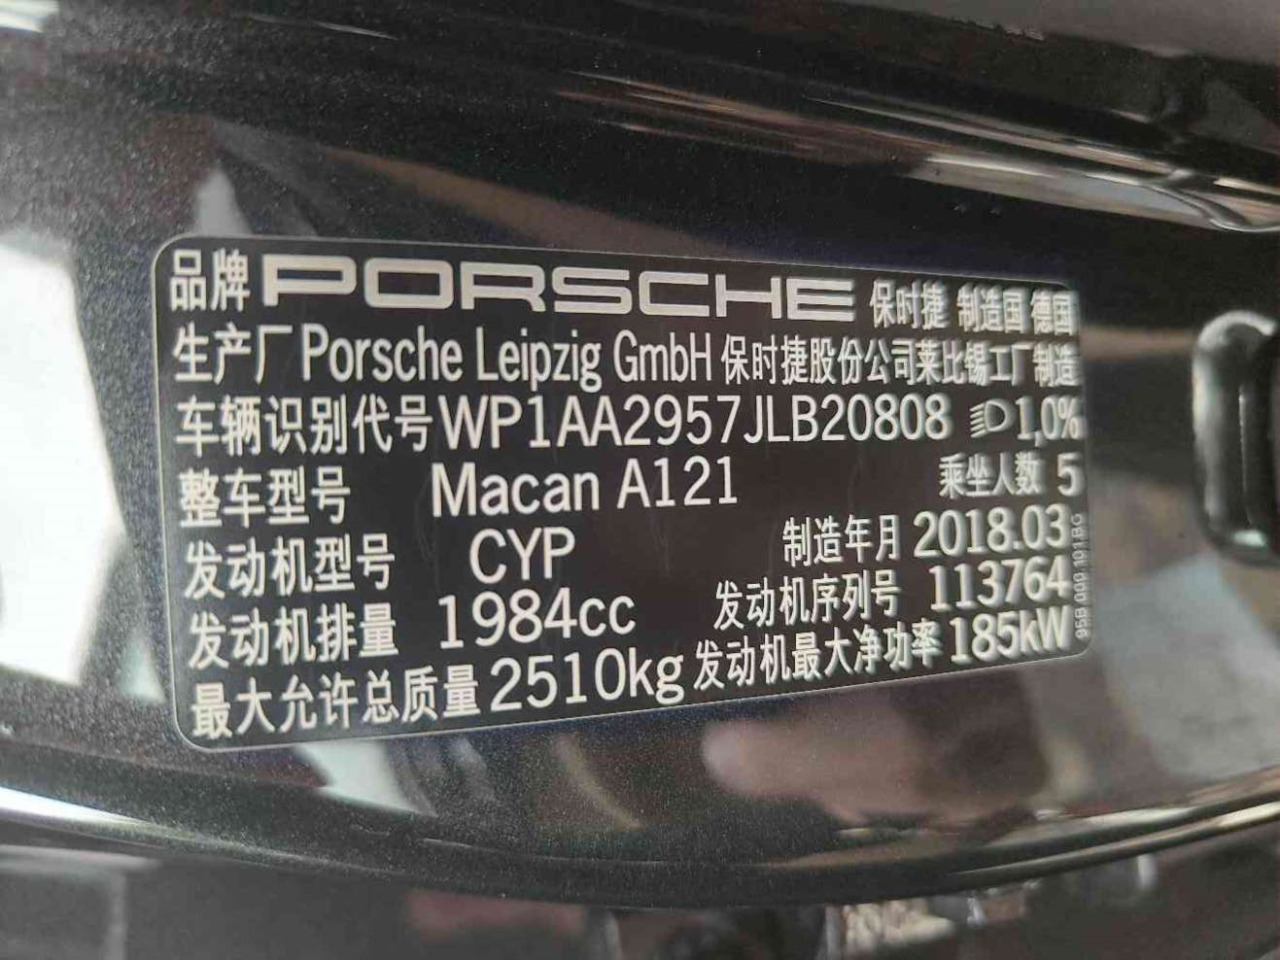 品牌 PORSCHE 保时捷 制造国 德国
生产厂 Porsche Leipzig GmbH 保时捷股份公司莱比锡工厂制造
车辆识别代号 WP1AA2957JLB20808 1,0%
整车型号 Macan A121 乘坐人数 5
发动机型号 CYP 制造年月 2018.03
发动机排量 1984cc 发动机序列号 113764
最大允许总质量 2510kg 发动机最大净功率 185kW
95B.000.101.BG